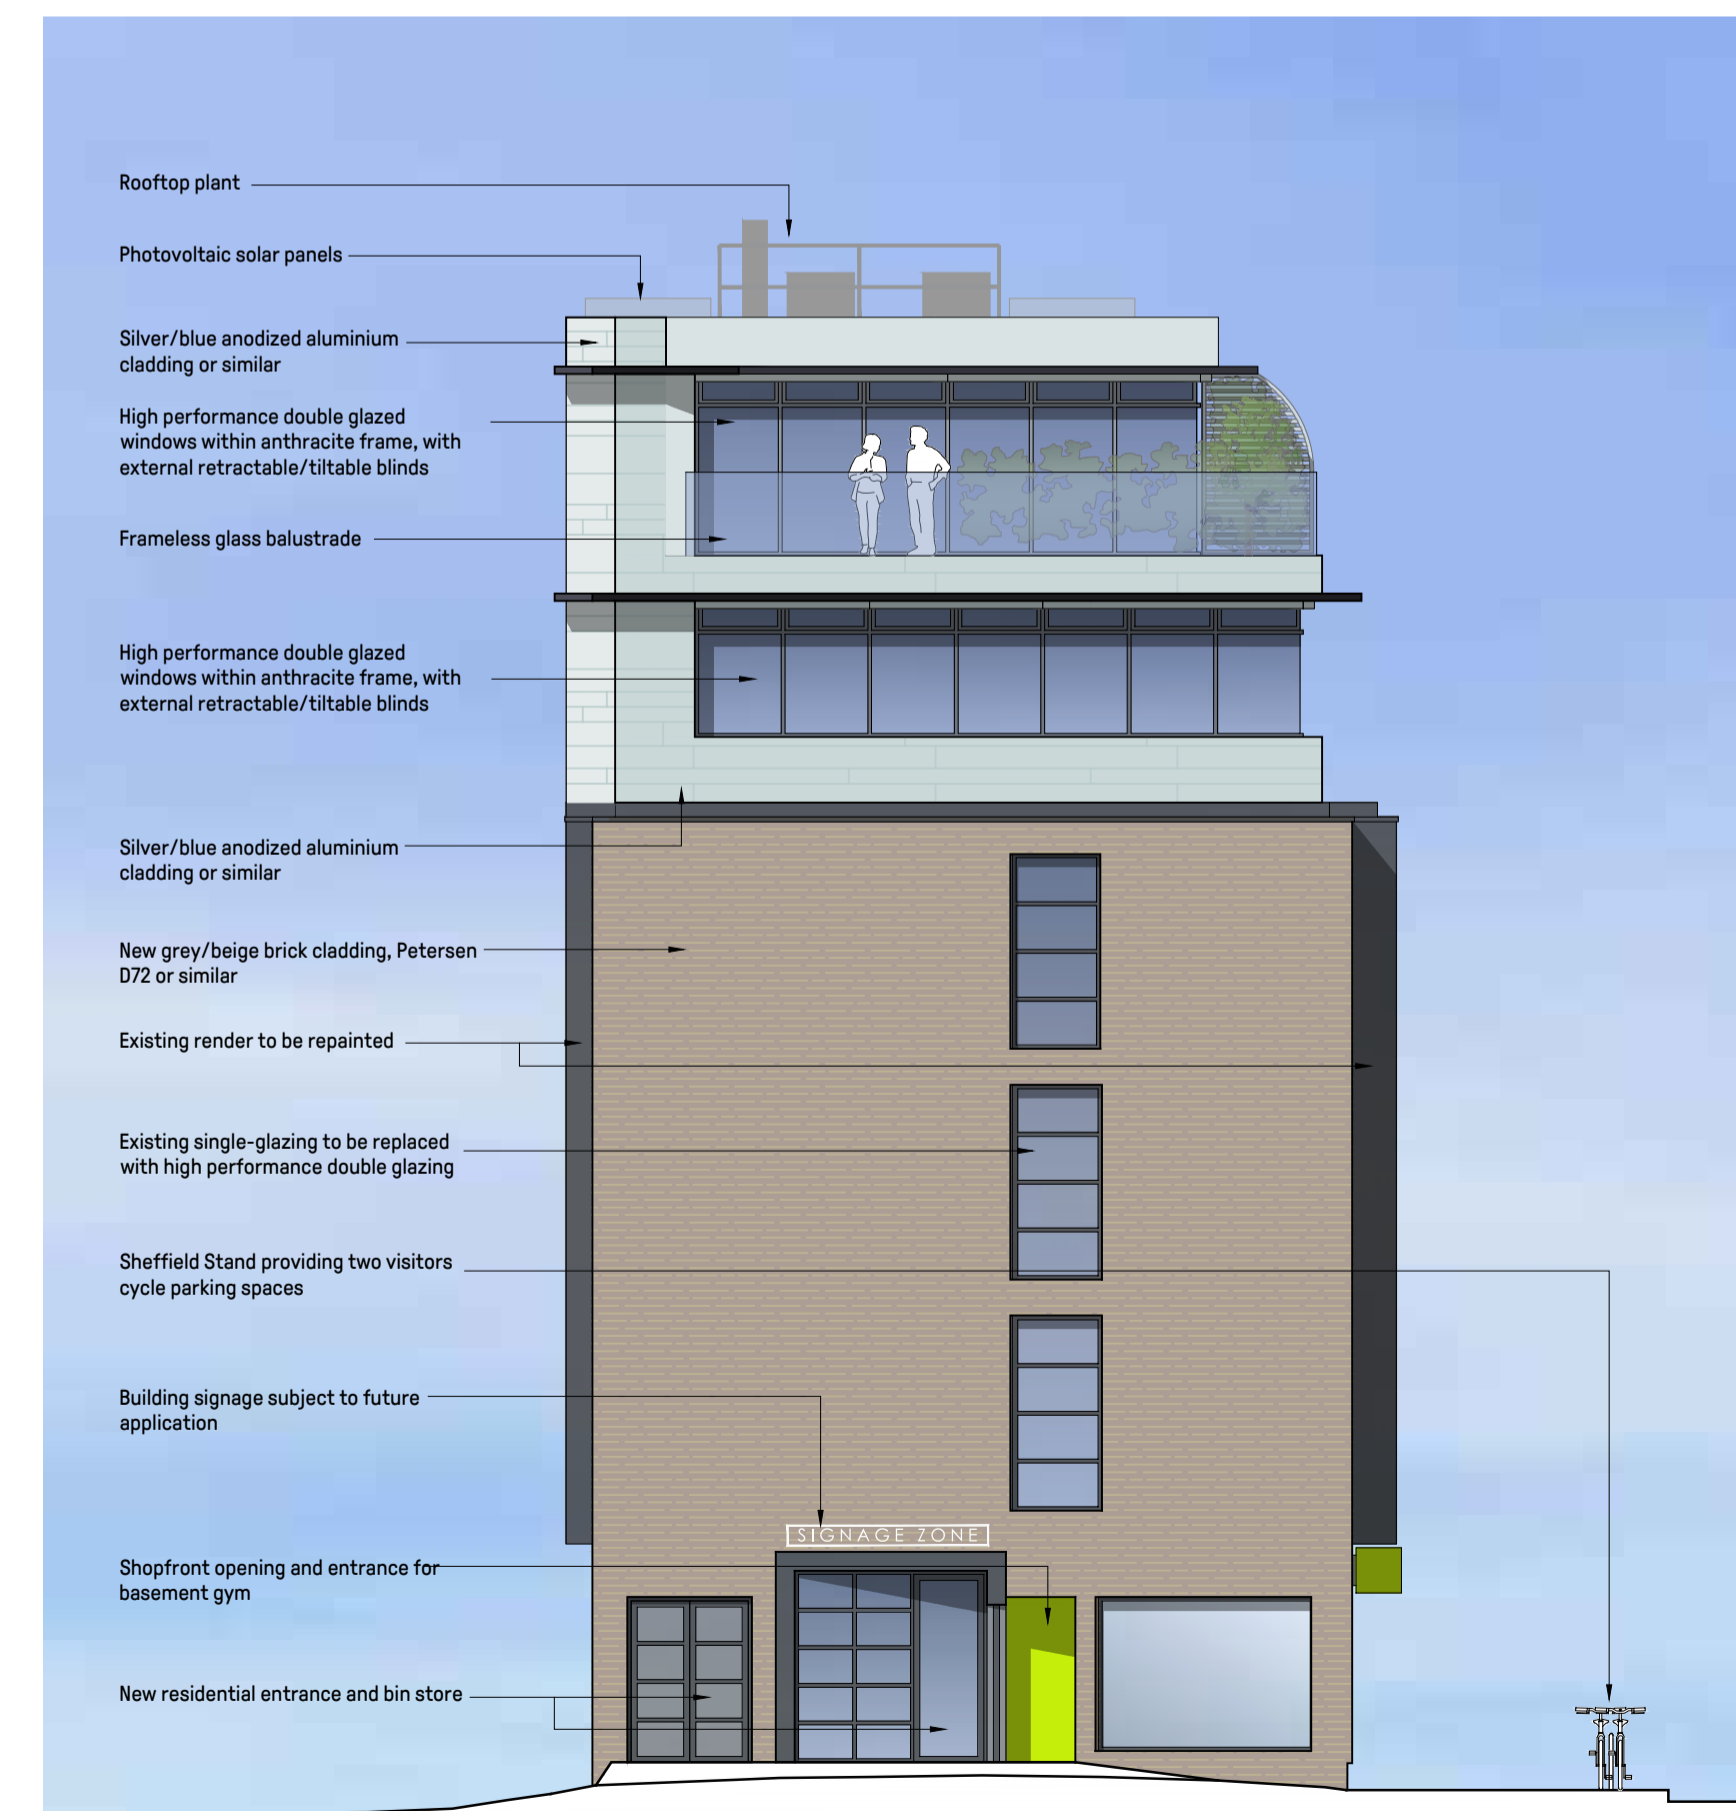 Rooftop plant
Photovoltaic solar panels
Silver/blue anodized aluminium
cladding or similar
High performance double glazed
windows within anthracite frame, with
external retractable/tiltable blinds
Frameless glass balustrade
High performance double glazed
windows within anthracite frame, with
external retractable/tiltable blinds
Silver/blue anodized aluminium
cladding or similar
New grey/beige brick cladding, Petersen
D72 or similar
Existing render to be repainted
Existing single-glazing to be replaced
with high performance double glazing
Sheffield Stand providing two visitors
cycle parking spaces
Building signage subject to future
application
SIGNAGE ZONE
Shopfront opening and entrance for
basement gym
New residential entrance and bin store